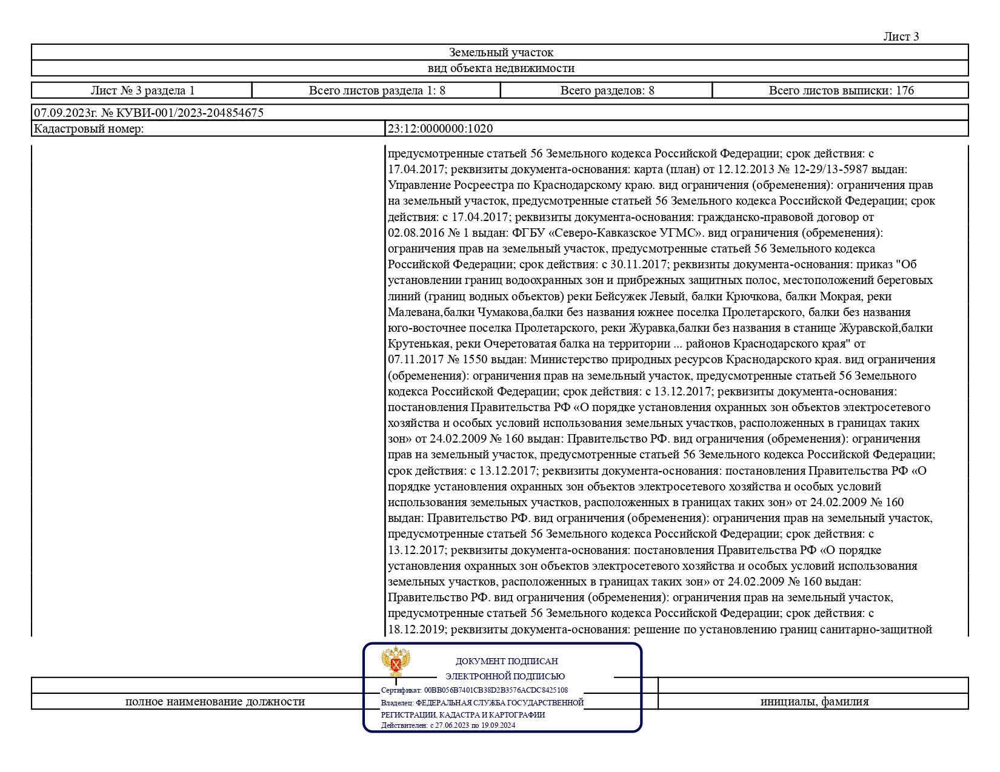 Лист 3
Земельный участок
вид объекта недвижимости
Лист № 3 раздела 1 Всего листов раздела 1: 8 Всего разделов: 8 Всего листов выписки: 176
07.09.2023г. № КУВИ-001/2023-204854675
Кадастровый номер: 23:12:0000000:1020
предусмотренные статьей 56 Земельного кодекса Российской Федерации; срок действия: с
17.04.2017; реквизиты документа-основания: карта (план) от 12.12.2013 № 12-29/13-5987 выдан:
Управление Росреестра по Краснодарскому краю. вид ограничения (обременения): ограничения прав
на земельный участок, предусмотренные статьей 56 Земельного кодекса Российской Федерации; срок
действия: с 17.04.2017; реквизиты документа-основания: гражданско-правовой договор от
02.08.2016 № 1 выдан: ФГБУ «Северо-Кавказское УГМС». вид ограничения (обременения):
ограничения прав на земельный участок, предусмотренные статьей 56 Земельного кодекса
Российской Федерации; срок действия: с 30.11.2017; реквизиты документа-основания: приказ "Об
установлении границ водоохранных зон и прибрежных защитных полос, местоположений береговых
линий (границ водных объектов) реки Бейсужек Левый, балки Крючкова, балки Мокрая, реки
Малевана,балки Чумакова,балки без названия южнее поселка Пролетарского, балки без названия
юго-восточнее поселка Пролетарского, реки Журавка,балки без названия в станице Журавской,балки
Крутенькая, реки Очеретоватая балка на территории ... районов Краснодарского края" от
07.11.2017 № 1550 выдан: Министерство природных ресурсов Краснодарского края. вид ограничения
(обременения): ограничения прав на земельный участок, предусмотренные статьей 56 Земельного
кодекса Российской Федерации; срок действия: с 13.12.2017; реквизиты документа-основания:
постановления Правительства РФ «О порядке установления охранных зон объектов электросетевого
хозяйства и особых условий использования земельных участков, расположенных в границах таких
зон» от 24.02.2009 № 160 выдан: Правительство РФ. вид ограничения (обременения): ограничения
прав на земельный участок, предусмотренные статьей 56 Земельного кодекса Российской Федерации;
срок действия: с 13.12.2017; реквизиты документа-основания: постановления Правительства РФ «О
порядке установления охранных зон объектов электросетевого хозяйства и особых условий
использования земельных участков, расположенных в границах таких зон» от 24.02.2009 № 160
выдан: Правительство РФ. вид ограничения (обременения): ограничения прав на земельный участок,
предусмотренные статьей 56 Земельного кодекса Российской Федерации; срок действия: с
13.12.2017; реквизиты документа-основания: постановления Правительства РФ «О порядке
установления охранных зон объектов электросетевого хозяйства и особых условий использования
земельных участков, расположенных в границах таких зон» от 24.02.2009 № 160 выдан:
Правительство РФ. вид ограничения (обременения): ограничения прав на земельный участок,
предусмотренные статьей 56 Земельного кодекса Российской Федерации; срок действия: с
18.12.2019; реквизиты документа-основания: решение по установлению границ санитарно-защитной
ДОКУМЕНТ ПОДПИСАН
ЭЛЕКТРОННОЙ ПОДПИСЬЮ
Сертификат: 00BB056B7401CB38D2B3576ACDC8425108
Владелец: ФЕДЕРАЛЬНАЯ СЛУЖБА ГОСУДАРСТВЕННОЙ
РЕГИСТРАЦИИ, КАДАСТРА И КАРТОГРАФИИ
Действителен: с 27.06.2023 по 19.09.2024
полное наименование должности инициалы, фамилия